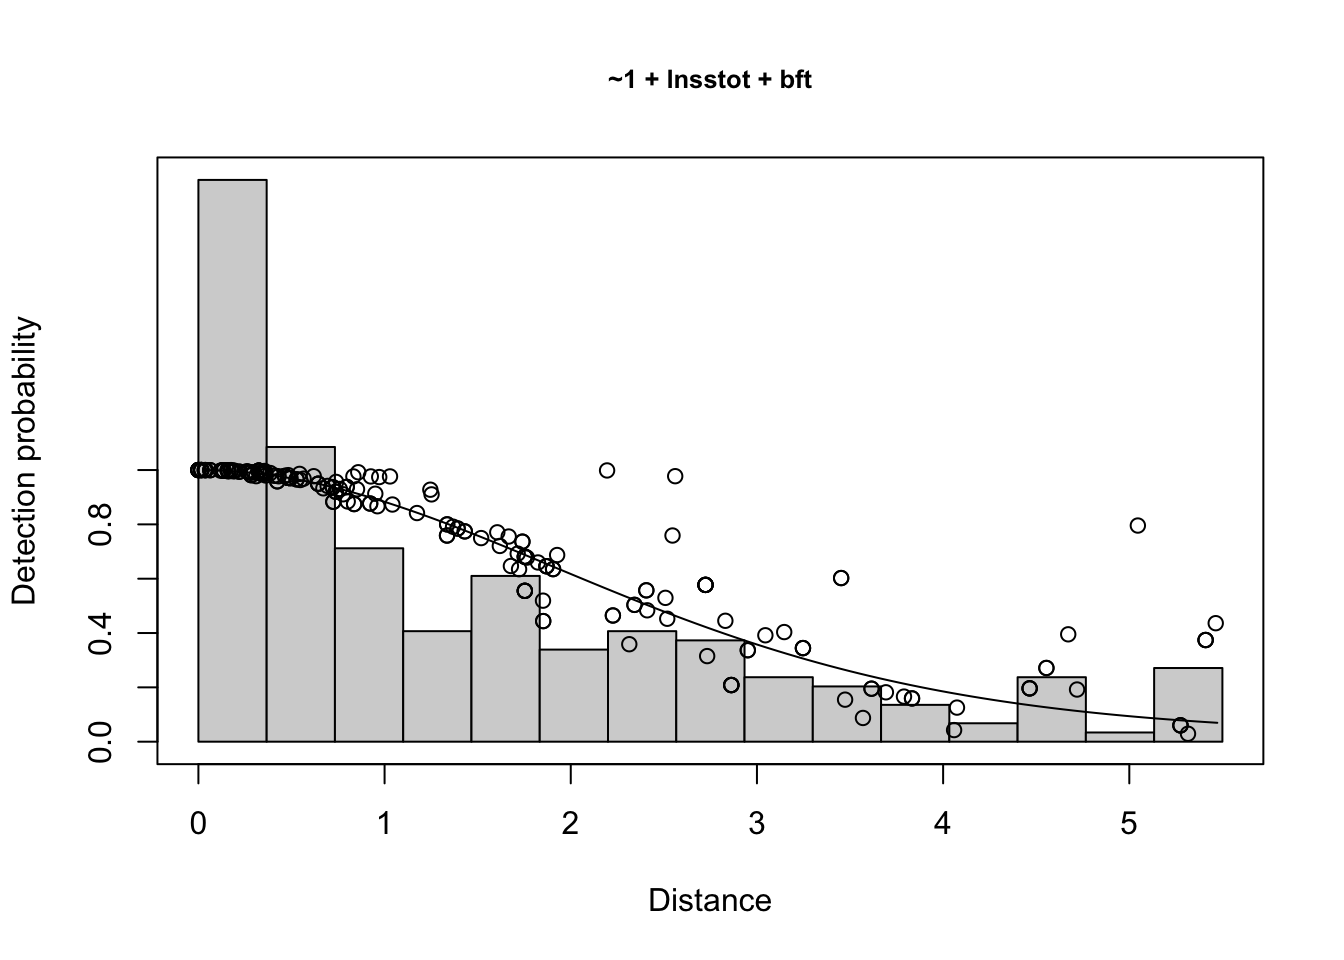 ~1 + lnsstot + bft
Detection probability
0.8
0.4
0.0
0 1 2 3 4 5
Distance